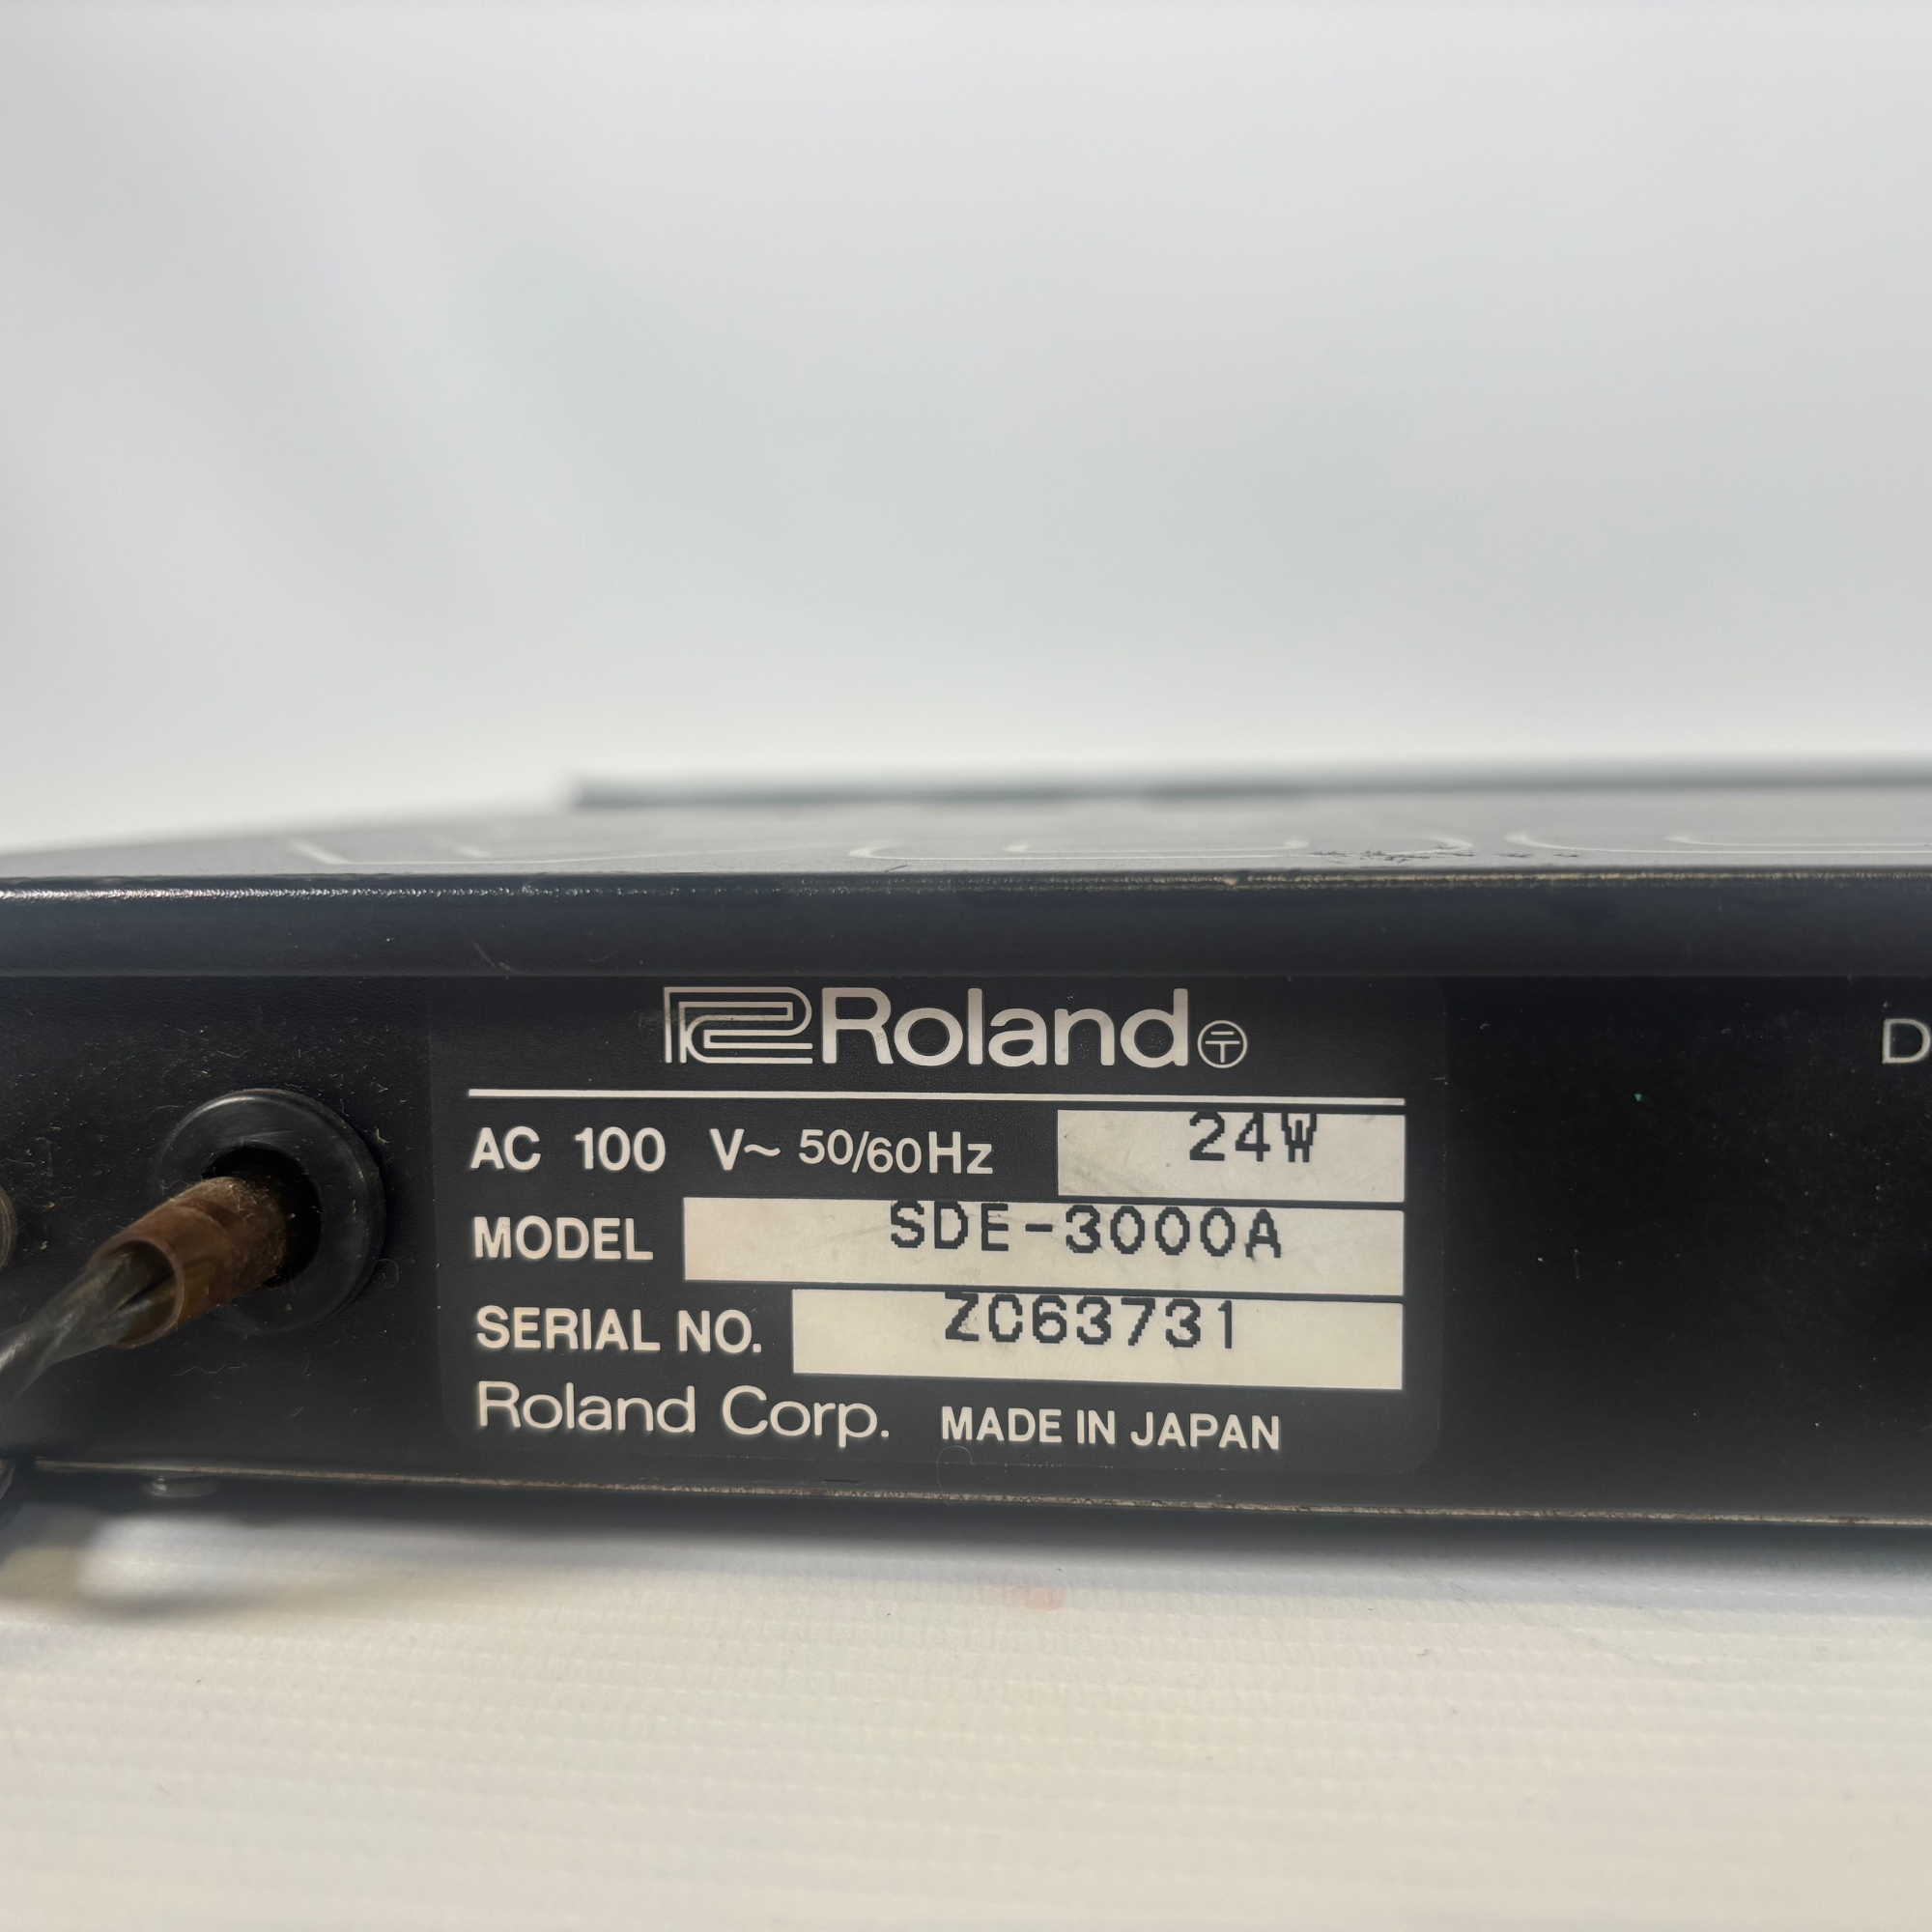 Roland
AC 100 V~ 50/60Hz 24W
MODEL SDE-3000A
SERIAL NO. ZC63731
Roland Corp. MADE IN JAPAN